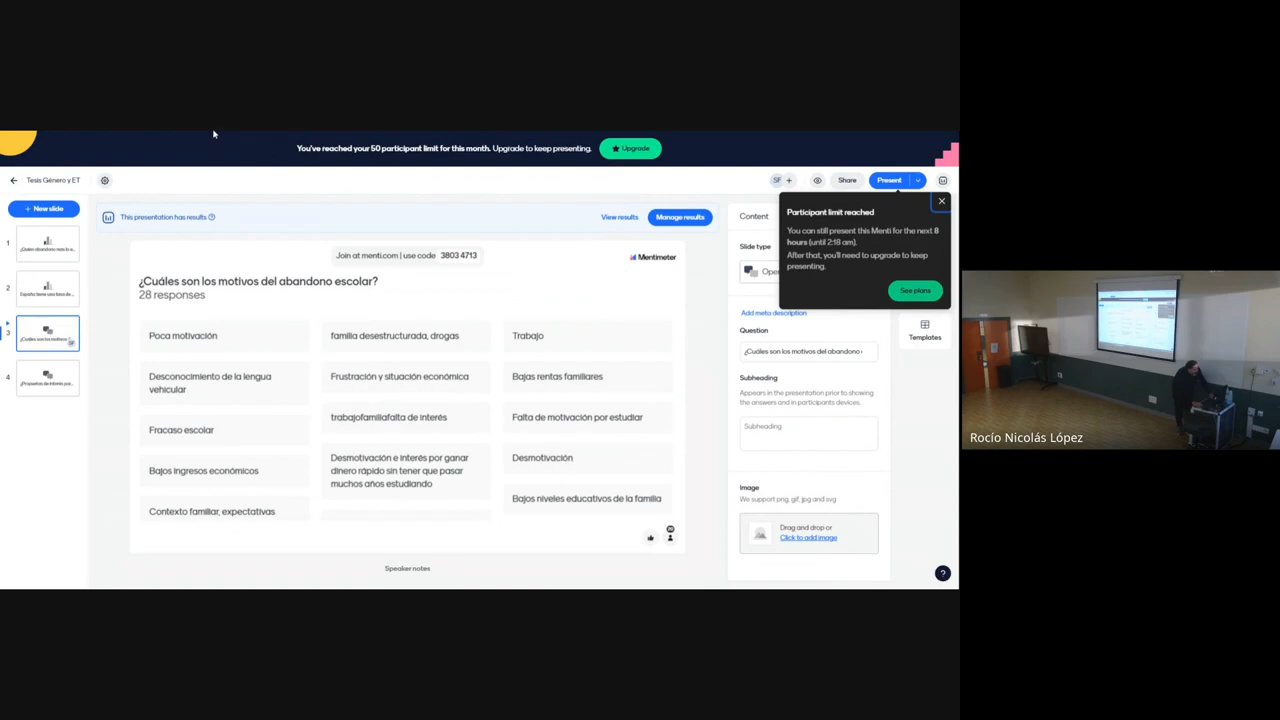 You've reached your 50 participant limit for this month. Upgrade to keep presenting.
Upgrade
Tesis Género y ET
SF
Share
Present
New slide
This presentation has results
View results
Manage results
1
2
3
SF
4
Join at menti.com | use code 3803 4713
Mentimeter
¿Cuáles son los motivos del abandono escolar?
28 responses
Poca motivación
Desconocimiento de la lengua
vehicular
Fracaso escolar
Bajos ingresos económicos
Contexto familiar, expectativas
familia desestructurada, drogas
Frustración y situación económica
trabajofamiliafalta de interés
Desmotivación e interés por ganar
dinero rápido sin tener que pasar
muchos años estudiando
Trabajo
Bajas rentas familiares
Falta de motivación por estudiar
Desmotivación
Bajos niveles educativos de la familia
Speaker notes
Content
Slide type
Open
Participant limit reached
You can still present this Menti for the next 8
hours (until 2:18 am).
After that, you'll need to upgrade to keep
presenting.
See plans
Templates
Add meta description
Question
¿Cuáles son los motivos del abandono
Subheading
Appears in the presentation prior to showing
the answers and in participants devices.
Subheading
Image
We support png, gif, jpg and svg
Drag and drop or
Click to add image
?
Rocío Nicolás López